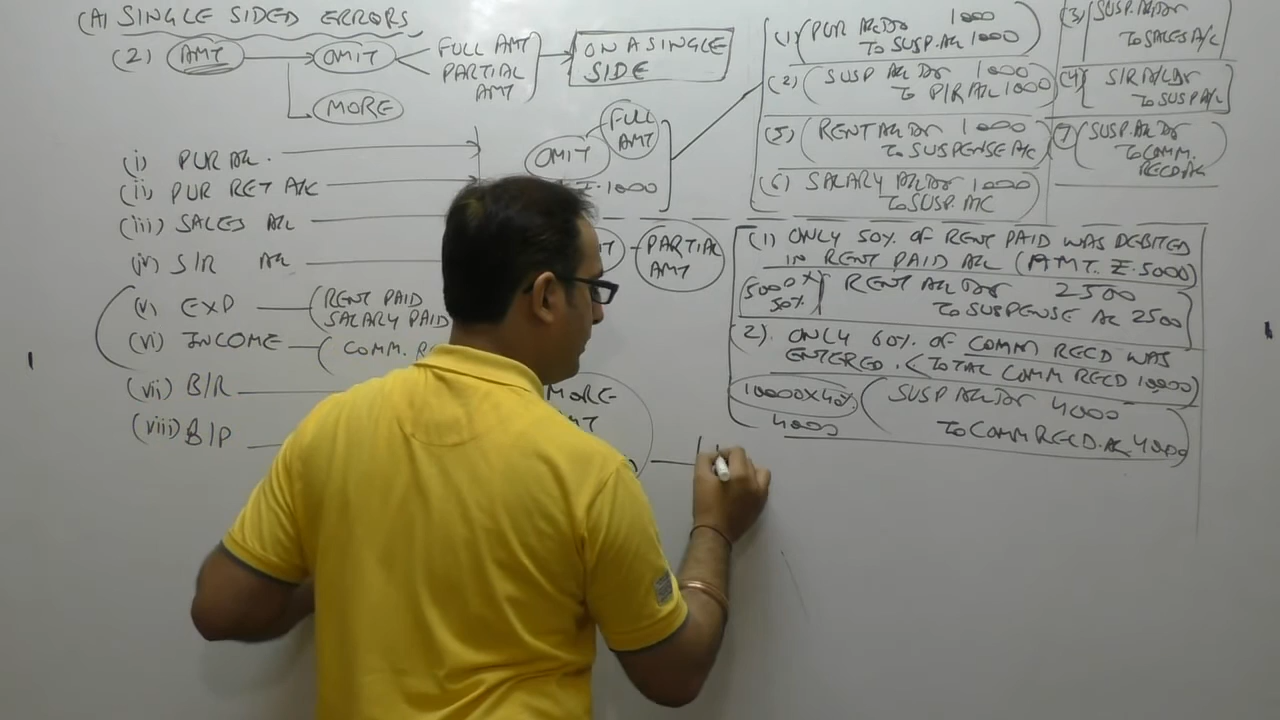 (A) SINGLE SIDED ERRORS
(2) AMT OMIT FULL AMT
PARTIAL
AMT
ON A SINGLE
SIDE
MORE
(i) PUR A/c.
(ii) PUR RET A/C
(iii) SALES A/c
(iv) S/R A/c
(v) EXP RENT PAID
SALARY PAID
(vi) INCOME COMM. R
(vii) B/R
(viii) B/P
OMIT FULL
AMT
₹.1000
PARTIAL
AMT
MORE
(1) PUR A/c Dr 1000
TO SUSP. A/c 1000
(2) SUSP A/c Dr 1000
To P/R A/c 1000
(5) RENT A/c Dr 1000
To SUSPENSE A/C
(6) SALARY A/c Dr 1000
TO SUSP. A/C
(3) SUSP. A/c Dr
To SALES A/C
(4) S/R A/c Dr
To SUSP A/c
(7) SUSP. A/c Dr
To COMM.
RECD A/c
(1) ONLY 50% OF RENT PAID WAS DEBITED
IN RENT PAID A/c (AMT. ₹.5000)
5000 X
50%
RENT A/c Dr 2500
To SUSPENSE A/c 2500
(2). ONLY 60% OF COMM RECD WAS
ENTERED. (TOTAL COMM RECD 10000)
10000X40%
4000
SUSP A/c Dr 4000
To COMM RECD. A/c 4000